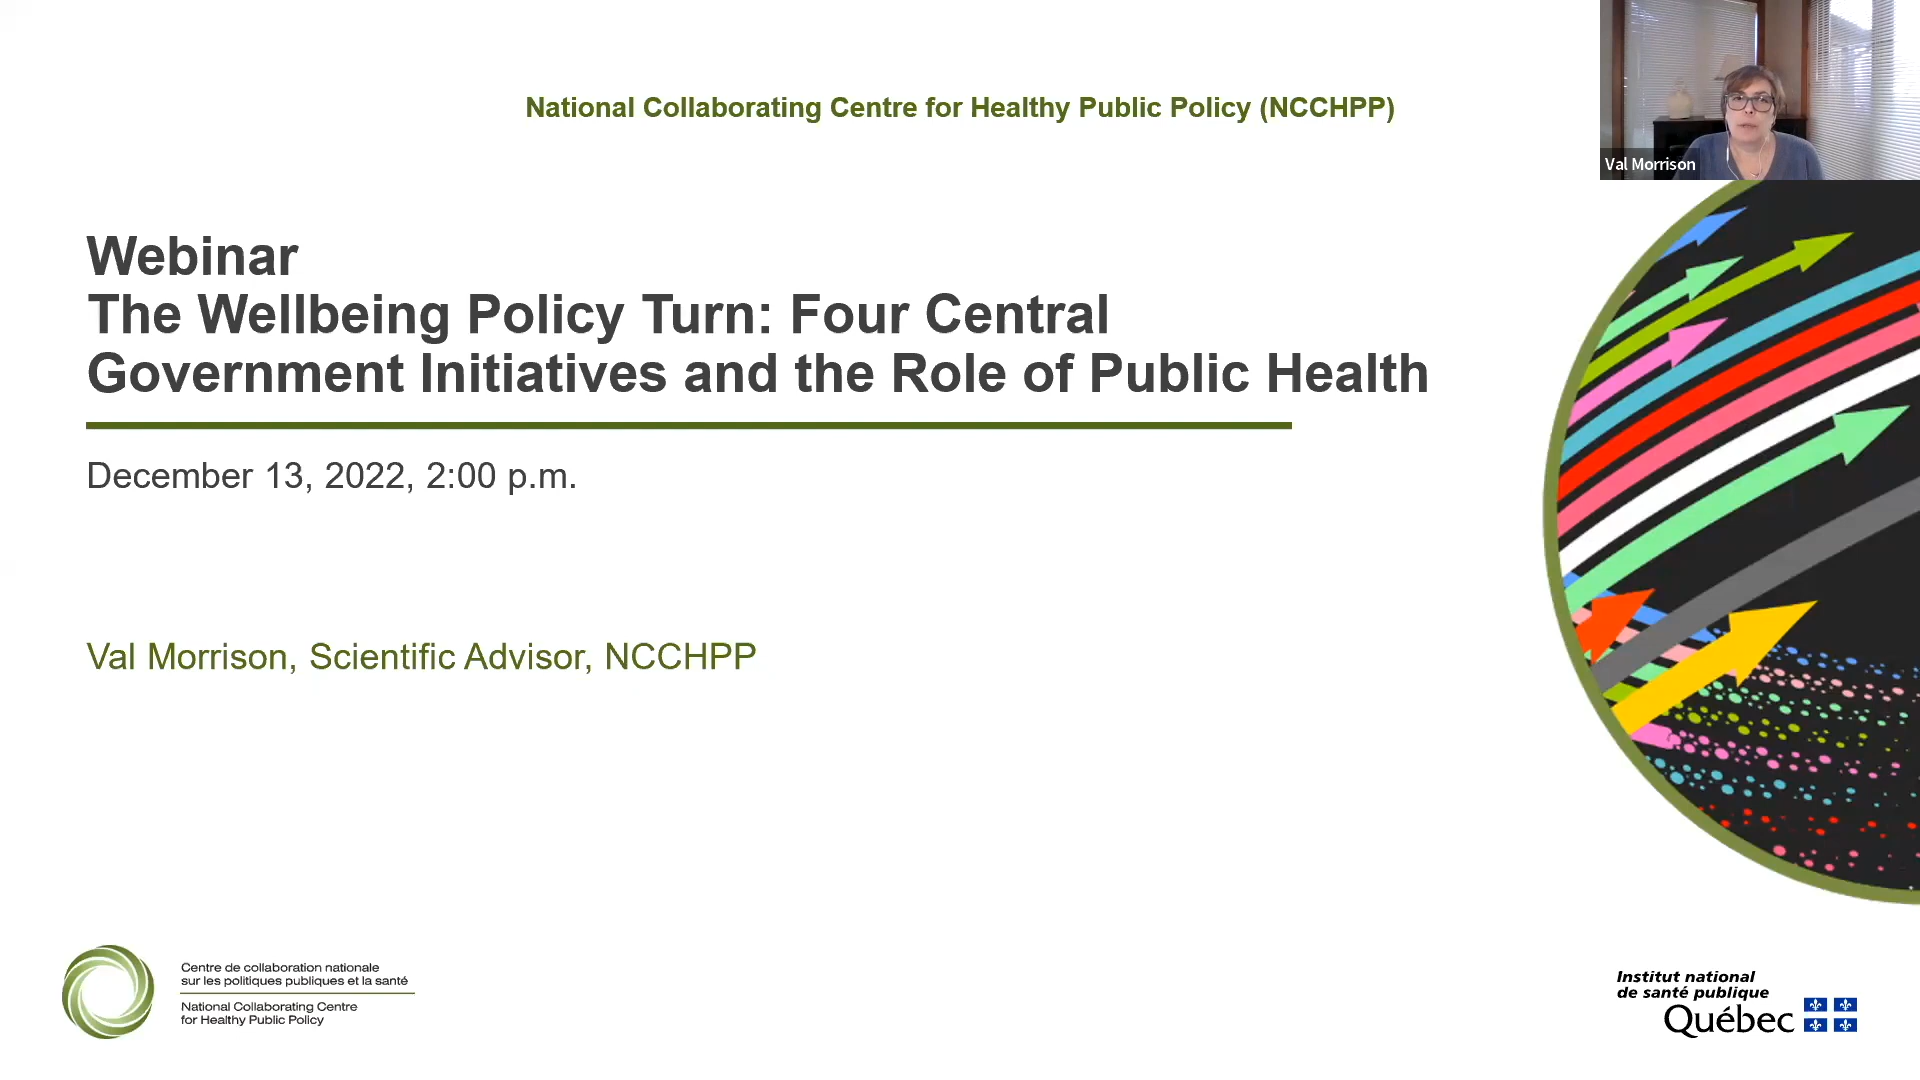 National Collaborating Centre for Healthy Public Policy (NCCHPP)
Val Morrison
Webinar
The Wellbeing Policy Turn: Four Central
Government Initiatives and the Role of Public Health
December 13, 2022, 2:00 p.m.
Val Morrison, Scientific Advisor, NCCHPP
Centre de collaboration nationale
sur les politiques publiques et la santé
National Collaborating Centre
for Healthy Public Policy
Institut national
de santé publique
Québec